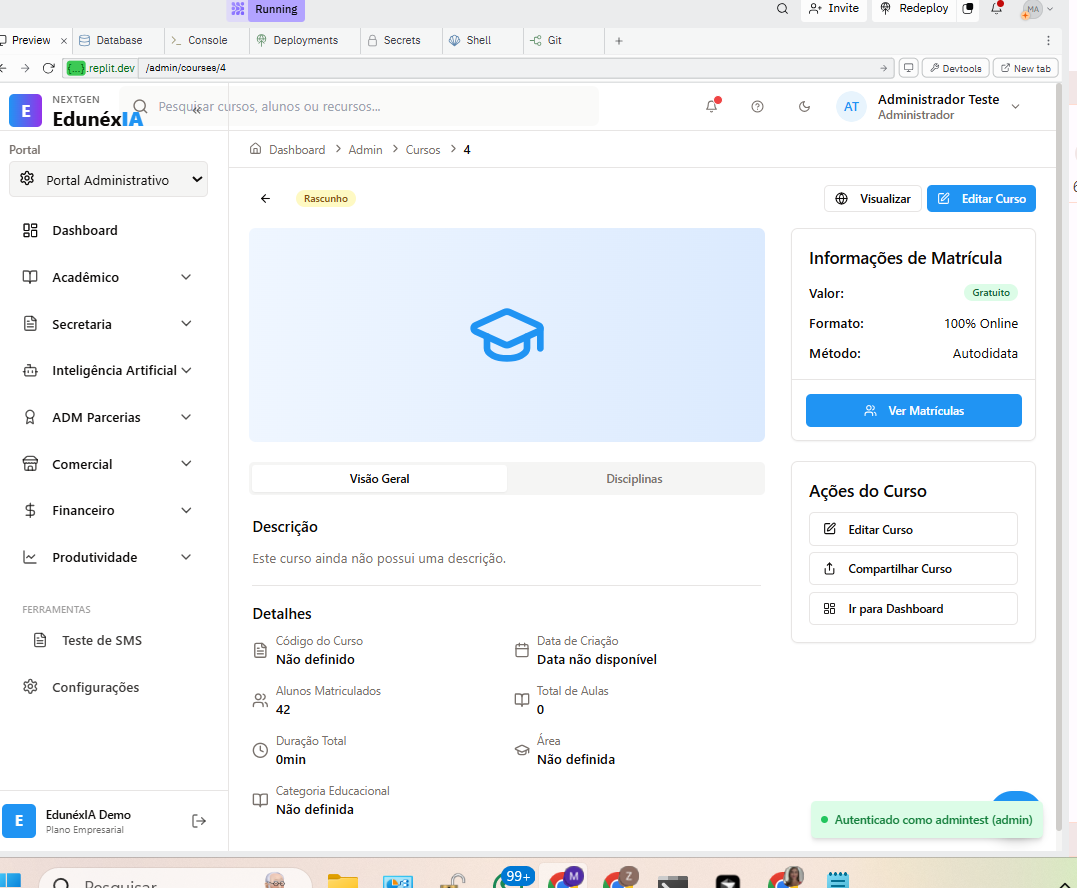 Running
Invite
Redeploy
MA
Preview
Database
Console
Deployments
Secrets
Shell
Git
{...}.replit.dev
/admin/courses/4
Devtools
New tab
E
NEXTGEN
EdunéxIA
Pesquisar cursos, alunos ou recursos...
AT
Administrador Teste
Administrador
Portal
Portal Administrativo
Dashboard
Acadêmico
Secretaria
Inteligência Artificial
ADM Parcerias
Comercial
Financeiro
Produtividade
FERRAMENTAS
Teste de SMS
Configurações
E
EdunéxIA Demo
Plano Empresarial
Dashboard > Admin > Cursos > 4
Rascunho
Visualizar
Editar Curso
Visão Geral
Disciplinas
Descrição
Este curso ainda não possui uma descrição.
Detalhes
Código do Curso
Não definido
Data de Criação
Data não disponível
Alunos Matriculados
42
Total de Aulas
0
Duração Total
0min
Área
Não definida
Categoria Educacional
Não definida
Informações de Matrícula
Valor:
Gratuito
Formato:
100% Online
Método:
Autodidata
Ver Matrículas
Ações do Curso
Editar Curso
Compartilhar Curso
Ir para Dashboard
Autenticado como admintest (admin)
Pesquisar
99+
M
Z